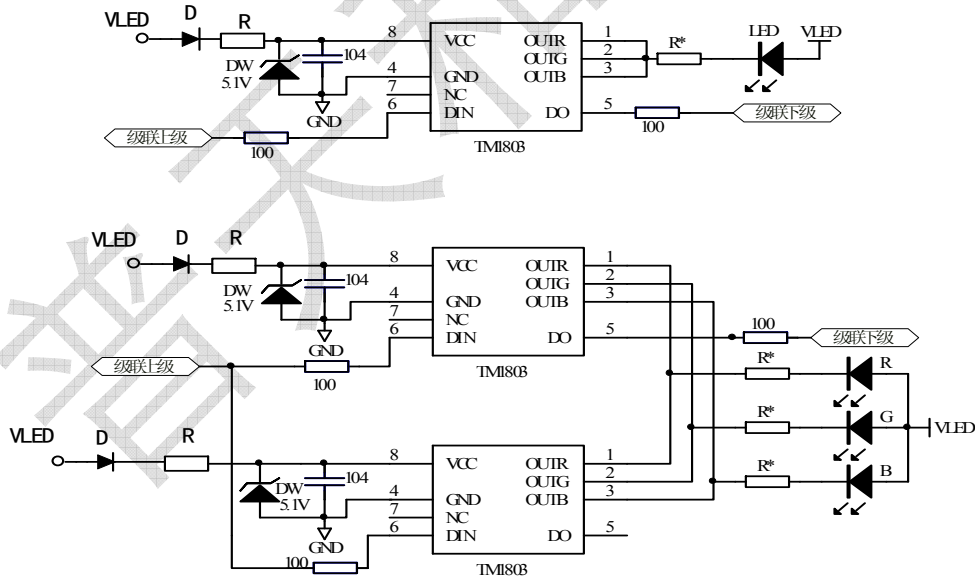 VLED
D
R
DW
5.1V
104
GND
8
4
7
6
VCC
GND
NC
DIN
OUTR
OUTG
OUTB
DO
1
2
3
5
TM1803
R*
LED
VLED
级联上级
100
100
级联下级
VLED
D
R
DW
5.1V
104
GND
8
4
7
6
VCC
GND
NC
DIN
OUTR
OUTG
OUTB
DO
1
2
3
5
TM1803
级联上级
100
100
级联下级
R*
R
R*
G
VLED
R*
B
VLED
D
R
DW
5.1V
104
GND
8
4
7
6
VCC
GND
NC
DIN
OUTR
OUTG
OUTB
DO
1
2
3
5
100
TM1803